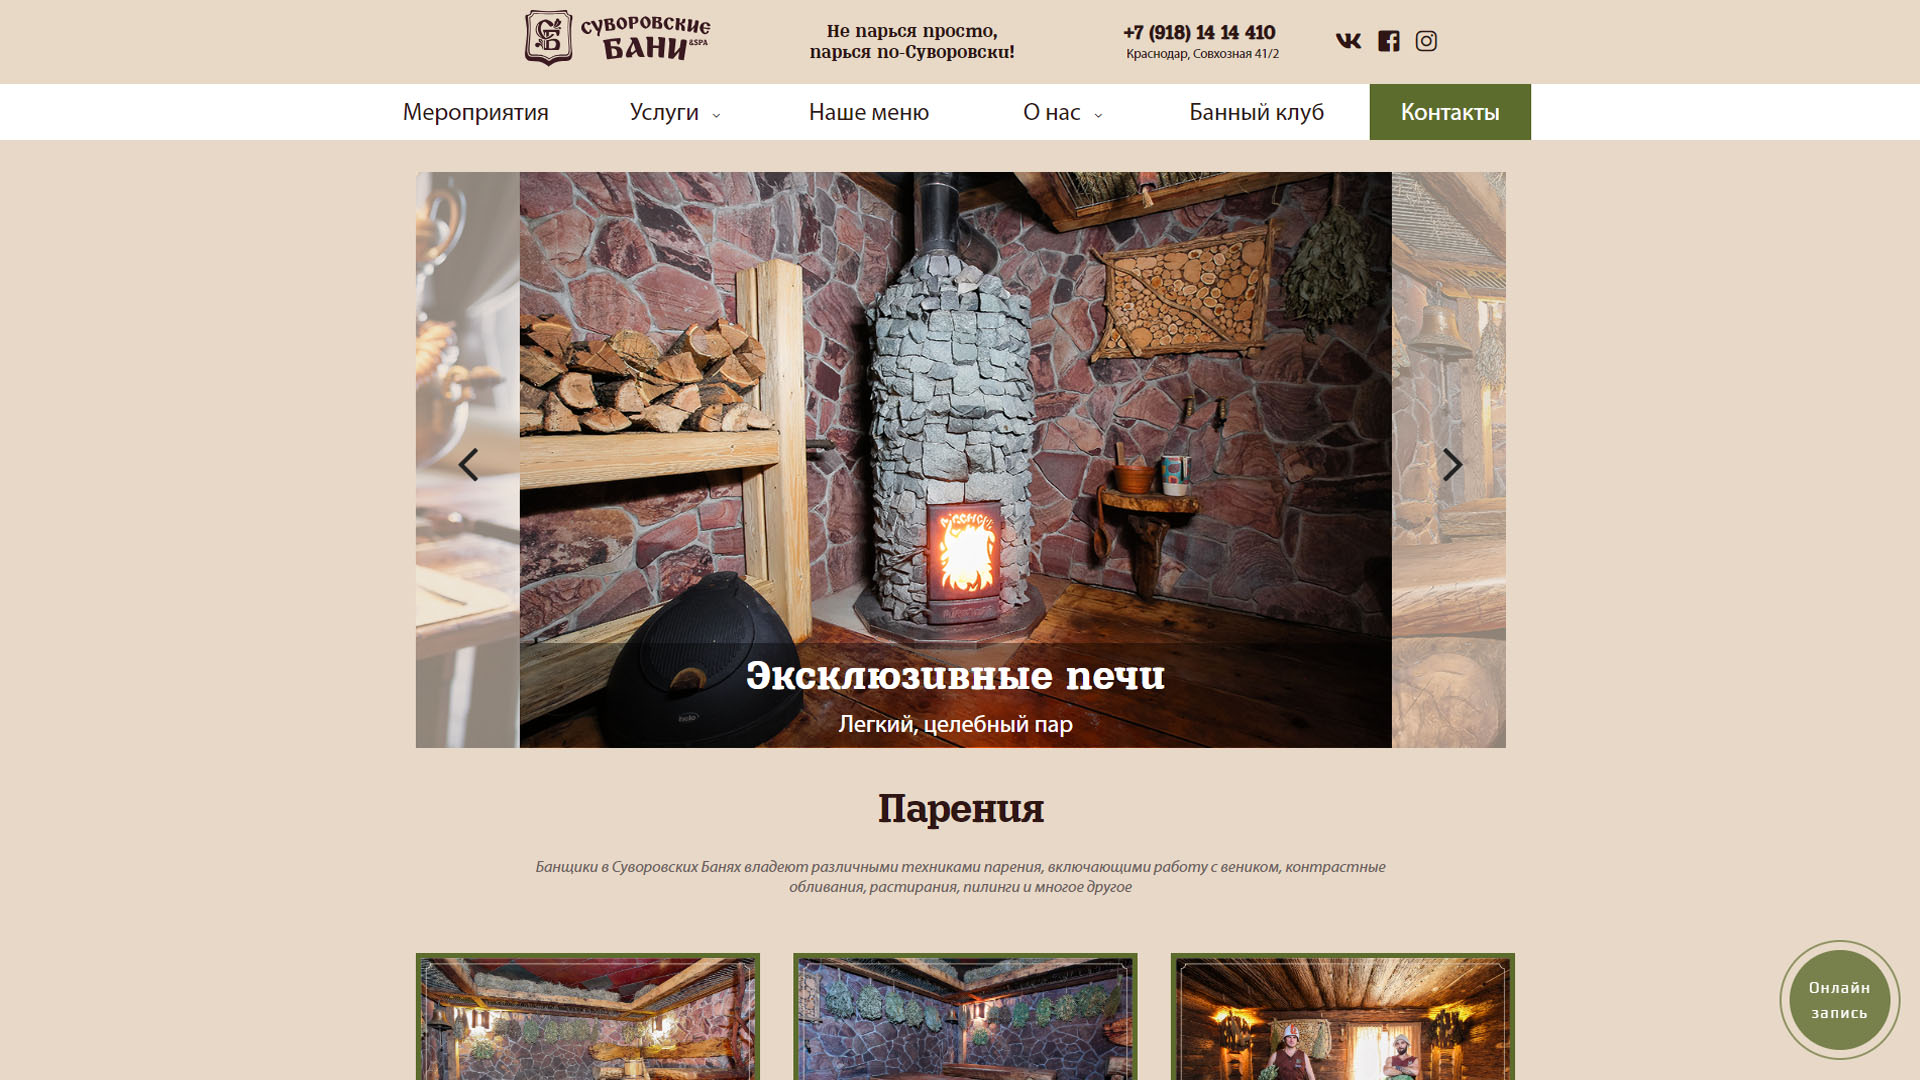 СУВОРОВСКИЕ
БАНИ &SPA
Не парься просто,
парься по-Суворовски!
+7 (918) 14 14 410
Краснодар, Совхозная 41/2
Мероприятия
Услуги
Наше меню
О нас
Банный клуб
Контакты
Эксклюзивные печи
Легкий, целебный пар
Парения
Банщики в Суворовских Банях владеют различными техниками парения, включающими работу с веником, контрастные
обливания, растирания, пилинги и многое другое
Онлайн
запись